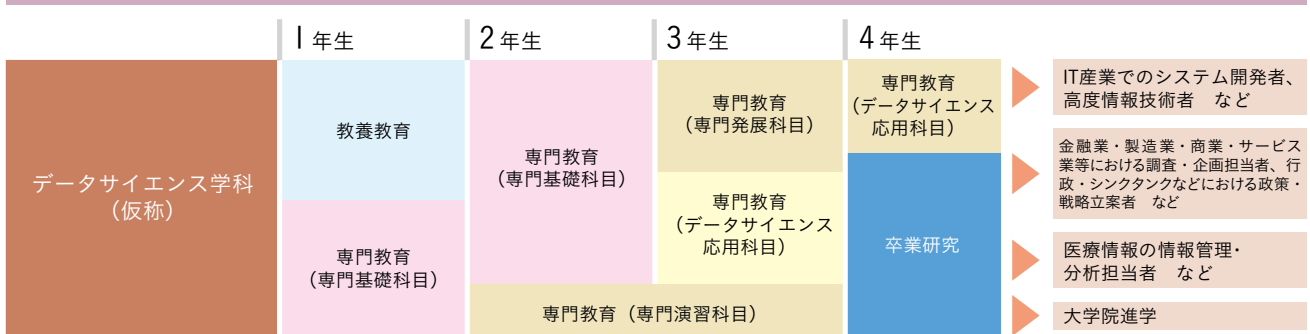 1年生
2年生
3年生
4年生
データサイエンス学科
(仮称)
教養教育
専門教育
(専門基礎科目)
専門教育
(専門基礎科目)
専門教育
(専門発展科目)
専門教育
(データサイエンス
応用科目)
専門教育(専門演習科目)
専門教育
(データサイエンス
応用科目)
卒業研究
IT産業でのシステム開発者、
高度情報技術者 など
金融業・製造業・商業・サービス
業等における調査・企画担当者、行
政・シンクタンクなどにおける政策・
戦略立案者 など
医療情報の情報管理・
分析担当者 など
大学院進学